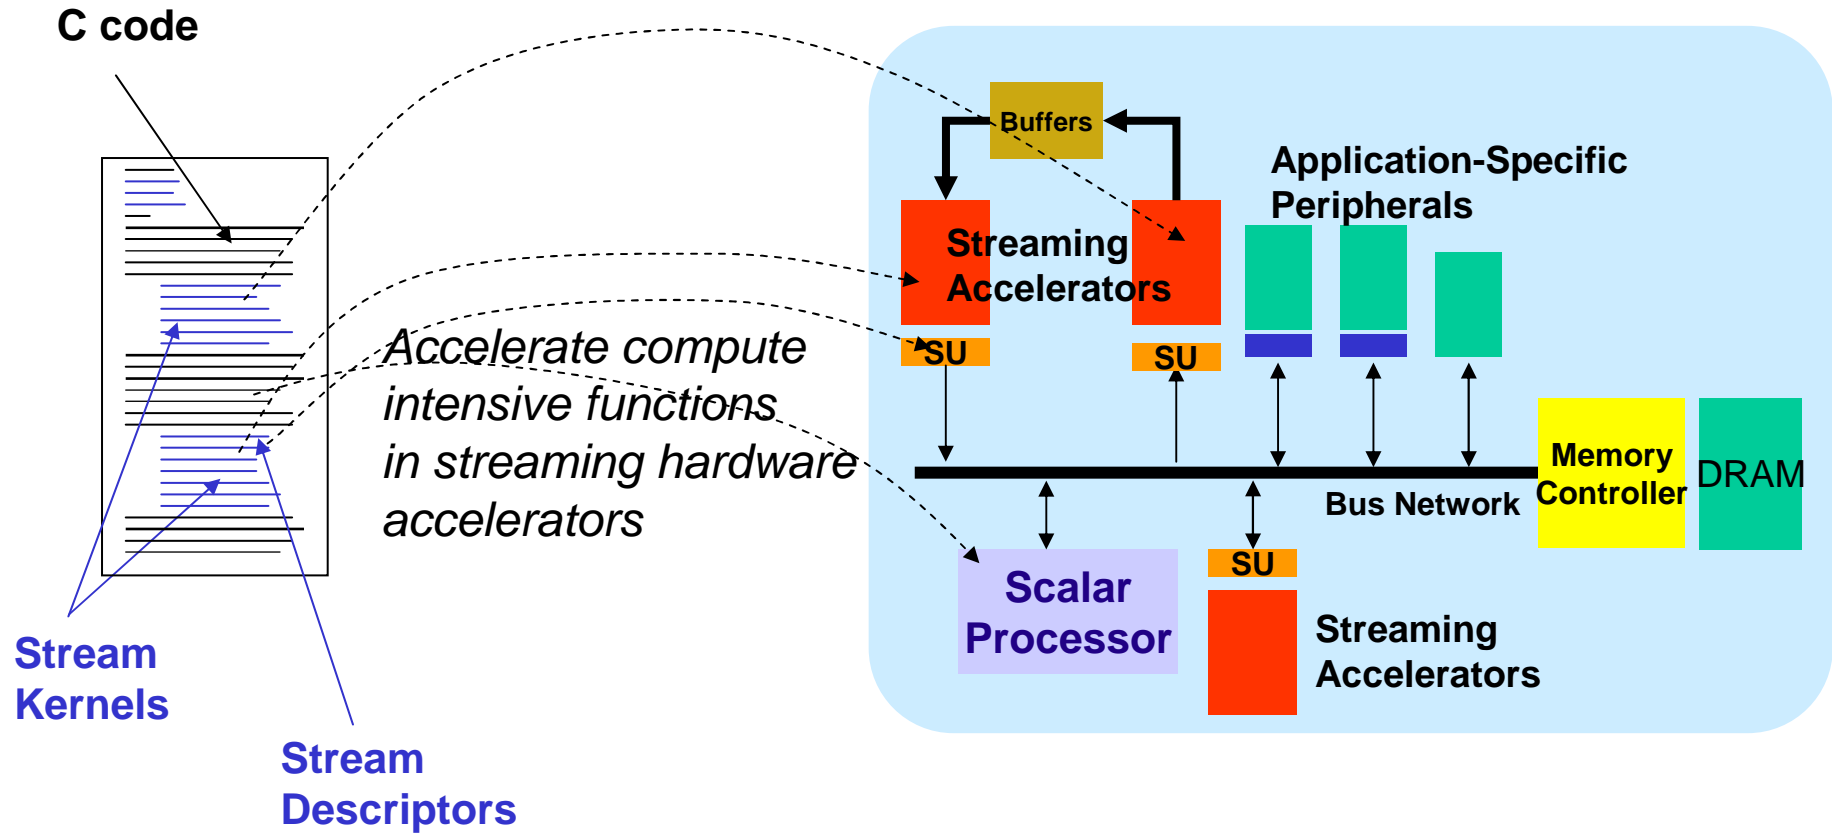 C code
Buffers
Application-Specific
Peripherals
Streaming
Accelerators
SU
SU
Accelerate compute
intensive functions
in streaming hardware
accelerators
Memory
Controller
DRAM
Bus Network
SU
Scalar
Processor
Streaming
Accelerators
Stream
Kernels
Stream
Descriptors